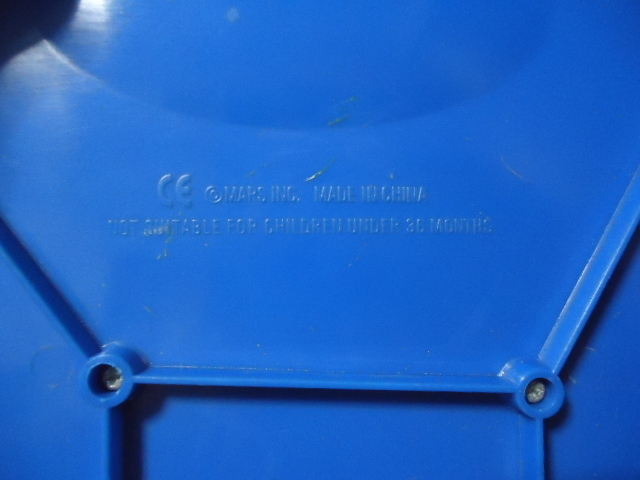 CE © MARS INC. MADE IN CHINA
NOT SUITABLE FOR CHILDREN UNDER 36 MONTHS